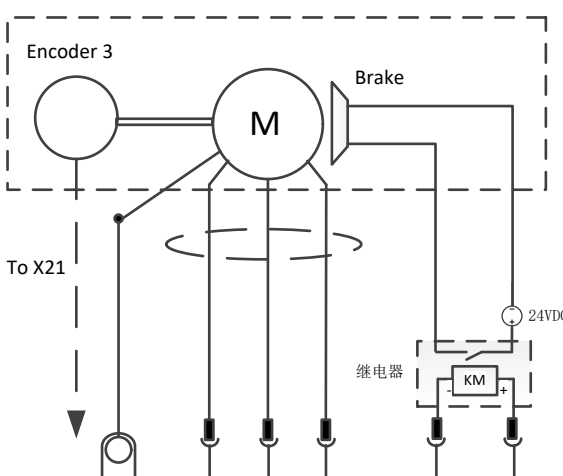 Encoder 3
Brake
M
To X21
24VDC
继电器
KM
- +